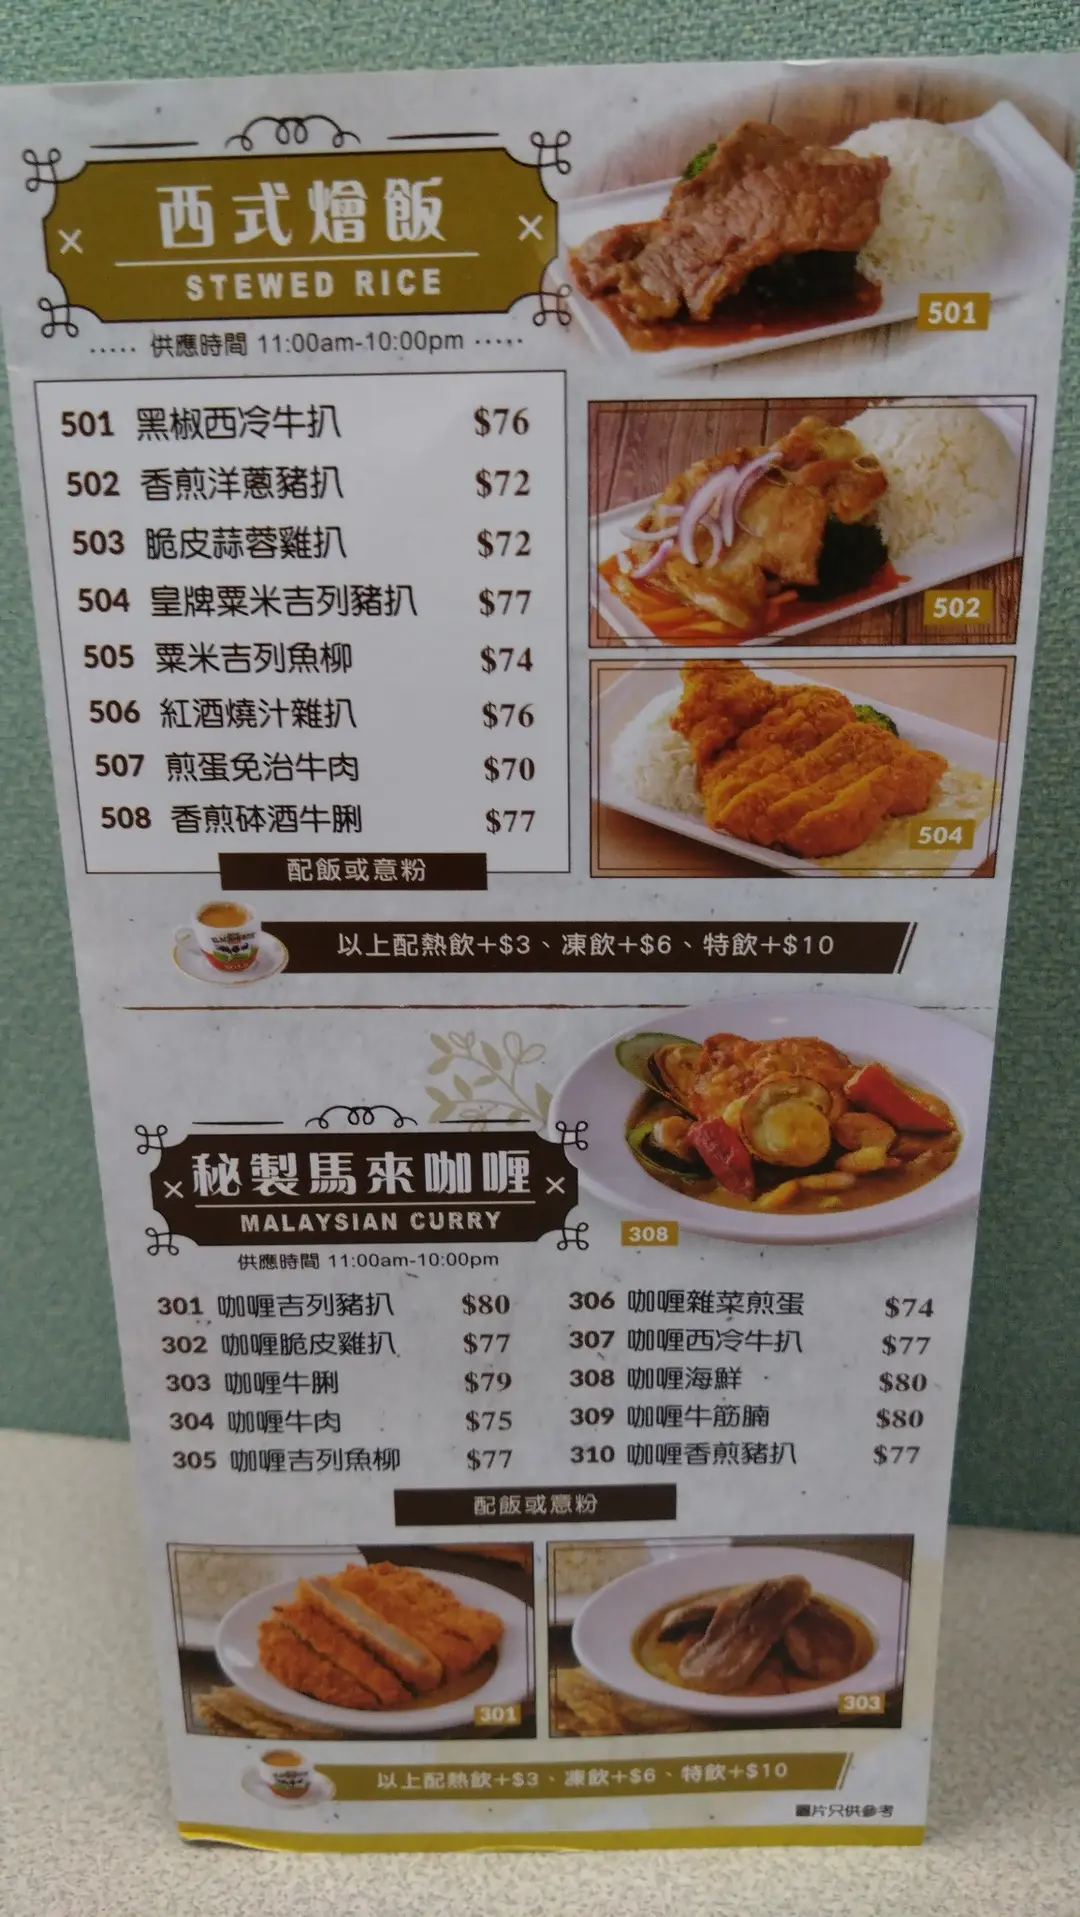 西式燴飯
STEWED RICE
供應時間 11:00am-10:00pm
501
501 黑椒西冷牛扒 $76
502 香煎洋蔥豬扒 $72
503 脆皮蒜蓉雞扒 $72
504 皇牌粟米吉列豬扒 $77
505 粟米吉列魚柳 $74
506 紅酒燒汁雜扒 $76
507 煎蛋免治牛肉 $70
508 香煎砵酒牛脷 $77
配飯或意粉
502
504
以上配熱飲+$3、凍飲+$6、特飲+$10
秘製馬來咖喱
MALAYSIAN CURRY
供應時間 11:00am-10:00pm
308
301 咖喱吉列豬扒 $80
302 咖喱脆皮雞扒 $77
303 咖喱牛脷 $79
304 咖喱牛肉 $75
305 咖喱吉列魚柳 $77
306 咖喱雜菜煎蛋 $74
307 咖喱西冷牛扒 $77
308 咖喱海鮮 $80
309 咖喱牛筋腩 $80
310 咖喱香煎豬扒 $77
配飯或意粉
301
303
以上配熱飲+$3、凍飲+$6、特飲+$10
圖片只供參考